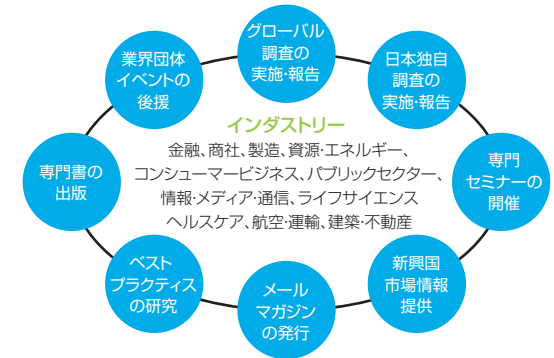 グローバル
調査の
実施・報告
日本独自
調査の
実施・報告
専門
セミナーの
開催
新興国
市場情報
提供
メール
マガジン
の発行
ベスト
プラクティス
の研究
専門書の
出版
業界団体
イベントの
後援
インダストリー
金融、商社、製造、資源・エネルギー、
コンシューマービジネス、パブリックセクター、
情報・メディア・通信、ライフサイエンス
ヘルスケア、航空・運輸、建築・不動産